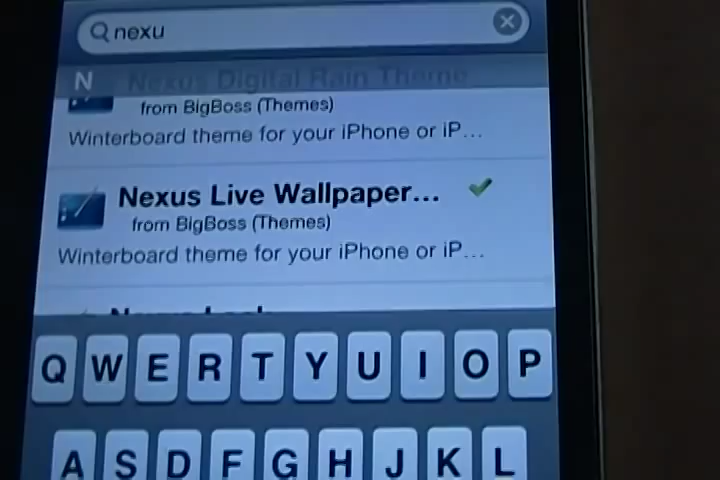 nexu
N
Nexus Digital Rain Theme
from BigBoss (Themes)
Winterboard theme for your iPhone or iP...
Nexus Live Wallpaper...
from BigBoss (Themes)
Winterboard theme for your iPhone or iP...
Q W E R T Y U I O P
A S D F G H J K L